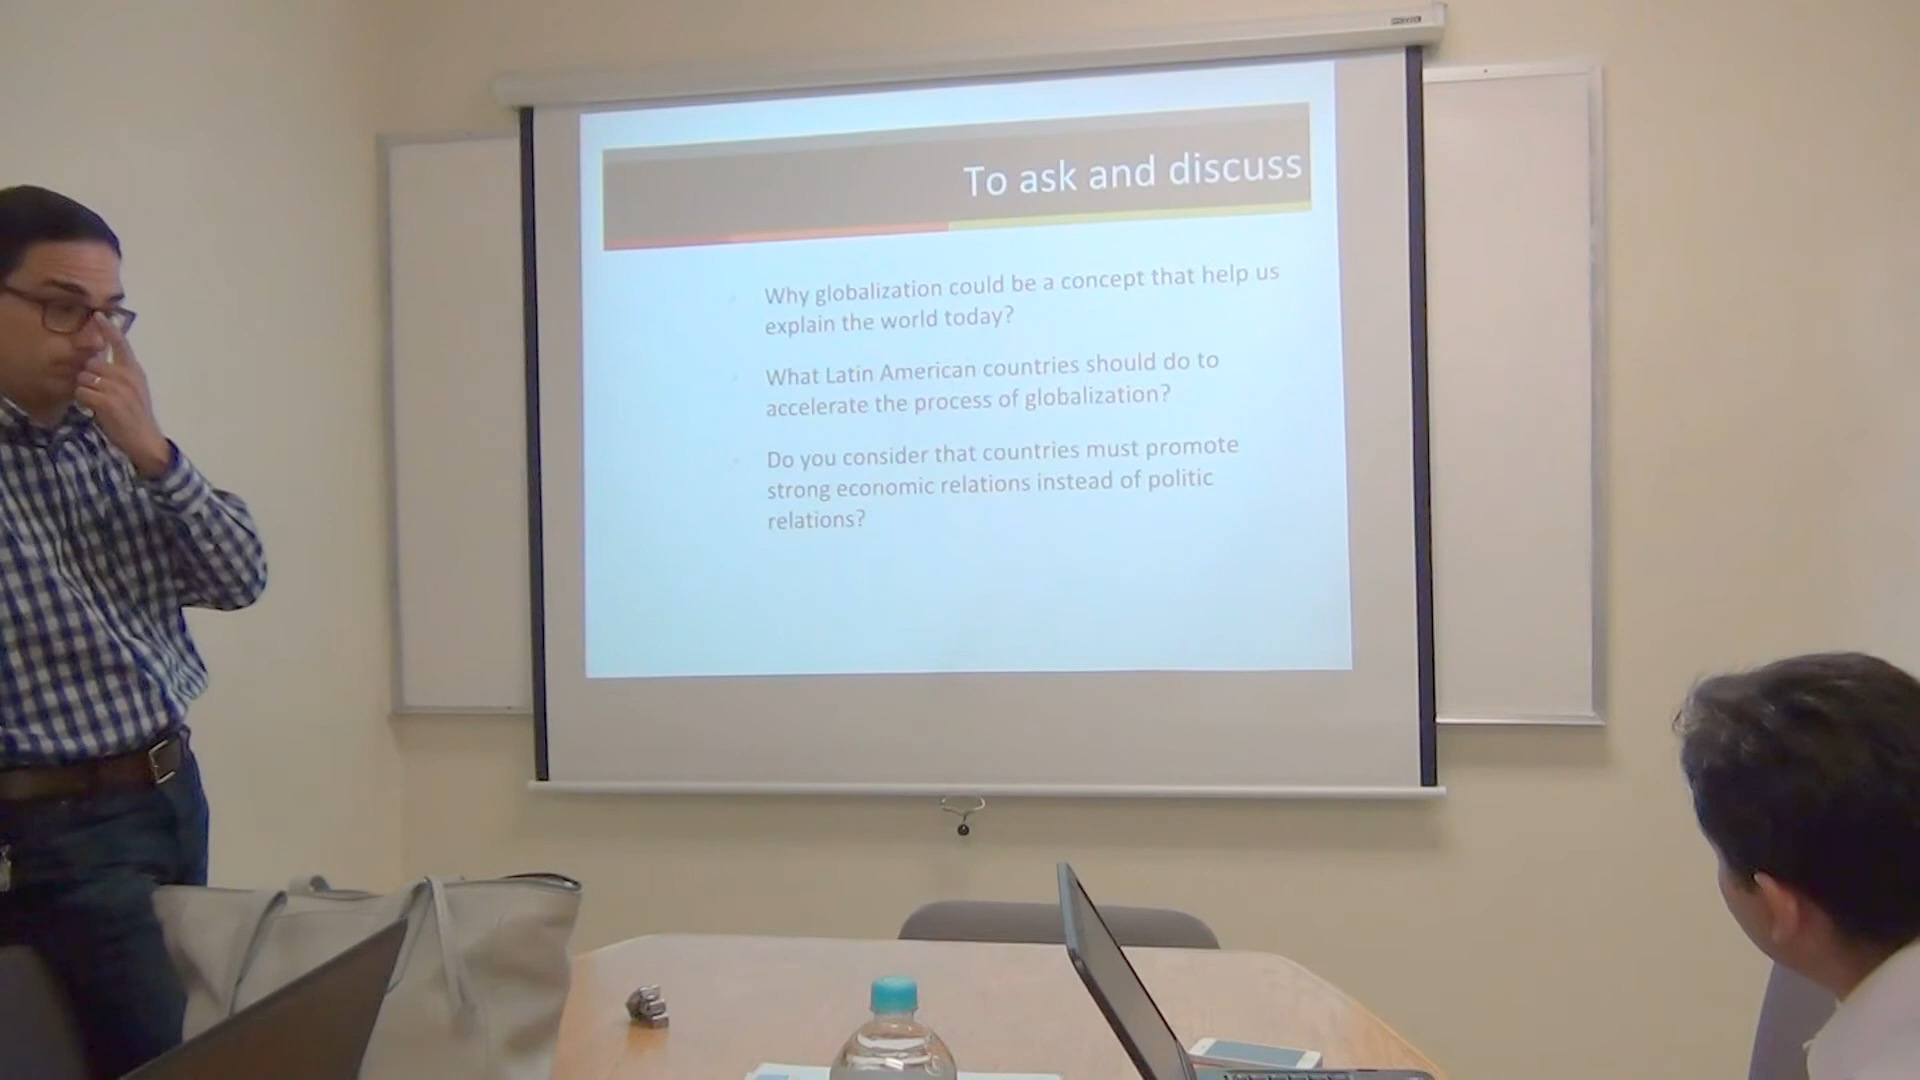 To ask and discuss
Why globalization could be a concept that help us
explain the world today?
What Latin American countries should do to
accelerate the process of globalization?
Do you consider that countries must promote
strong economic relations instead of politic
relations?